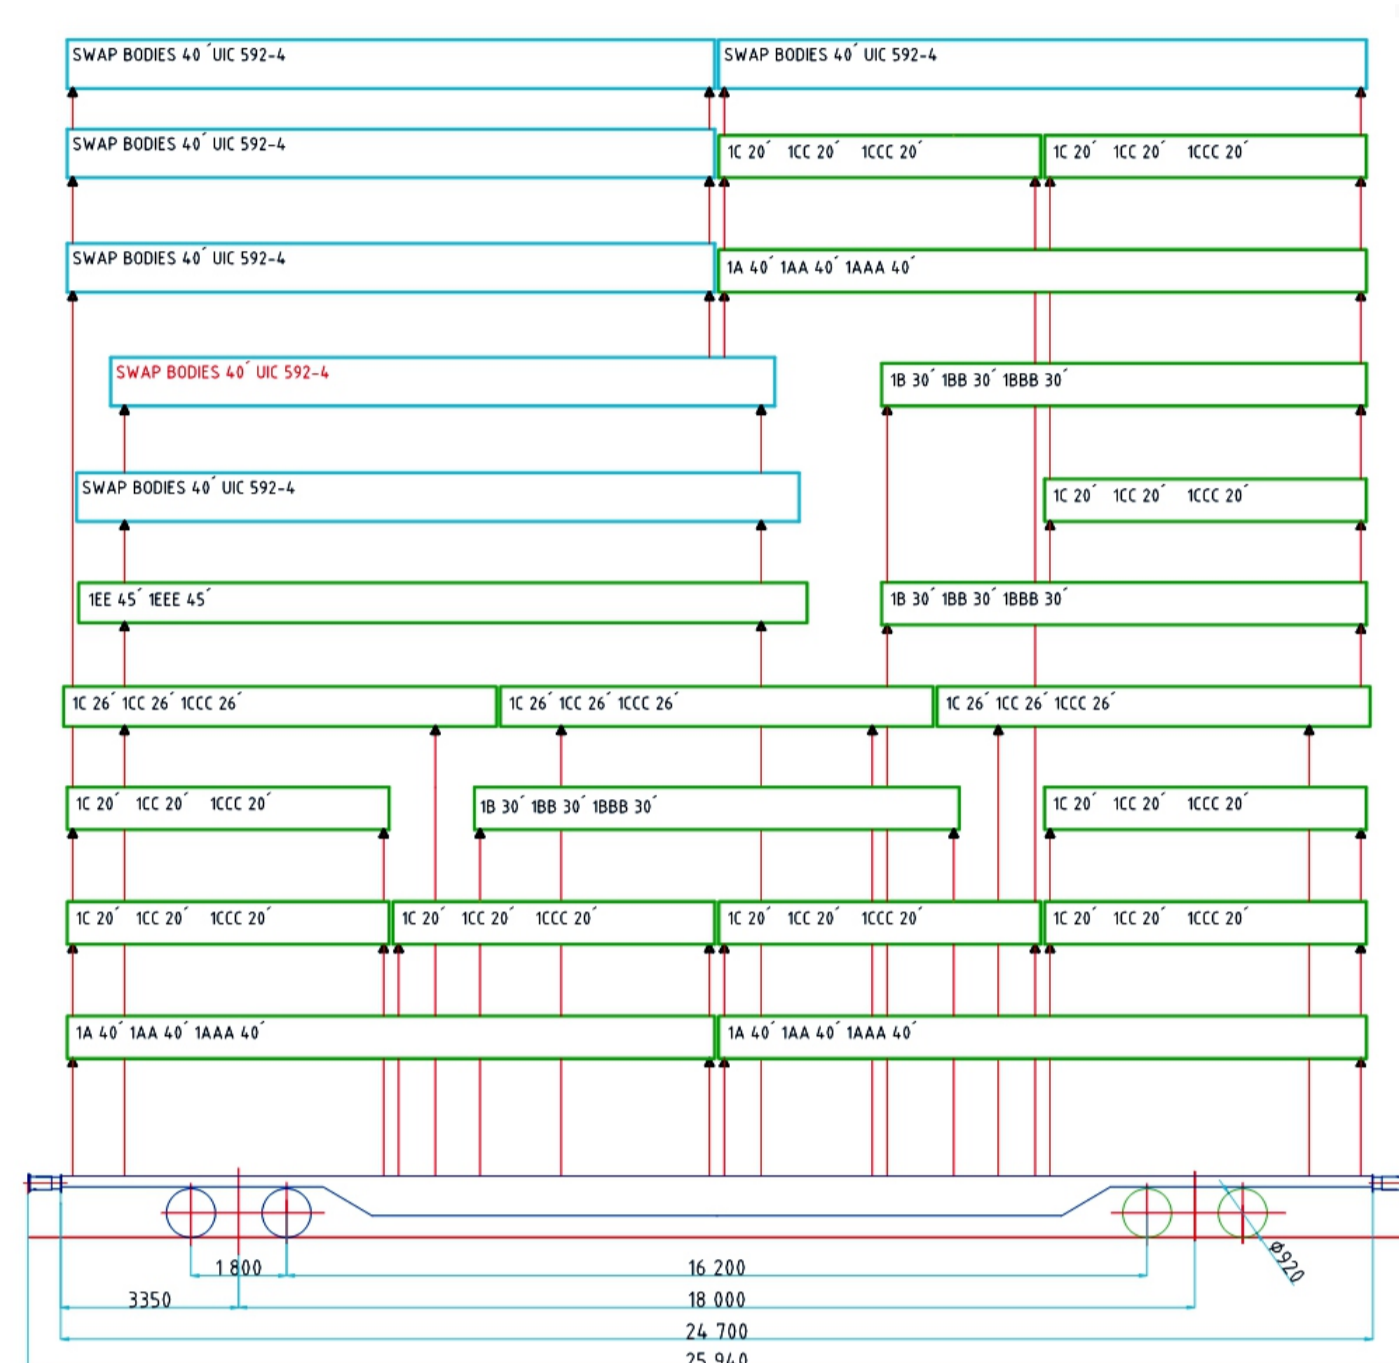 SWAP BODIES 40´ UIC 592-4 SWAP BODIES 40´ UIC 592-4
SWAP BODIES 40´ UIC 592-4 1C 20´ 1CC 20´ 1CCC 20´ 1C 20´ 1CC 20´ 1CCC 20´
SWAP BODIES 40´ UIC 592-4 1A 40´ 1AA 40´ 1AAA 40´
SWAP BODIES 40´ UIC 592-4 1B 30´ 1BB 30´ 1BBB 30´
SWAP BODIES 40´ UIC 592-4 1C 20´ 1CC 20´ 1CCC 20´
1EE 45´ 1EEE 45´ 1B 30´ 1BB 30´ 1BBB 30´
1C 26´ 1CC 26´ 1CCC 26´ 1C 26´ 1CC 26´ 1CCC 26´ 1C 26´ 1CC 26´ 1CCC 26´
1C 20´ 1CC 20´ 1CCC 20´ 1B 30´ 1BB 30´ 1BBB 30´ 1C 20´ 1CC 20´ 1CCC 20´
1C 20´ 1CC 20´ 1CCC 20´ 1C 20´ 1CC 20´ 1CCC 20´ 1C 20´ 1CC 20´ 1CCC 20´ 1C 20´ 1CC 20´ 1CCC 20´
1A 40´ 1AA 40´ 1AAA 40´ 1A 40´ 1AA 40´ 1AAA 40´
1 800 16 200 Ø920
3350 18 000
24 700
25 940